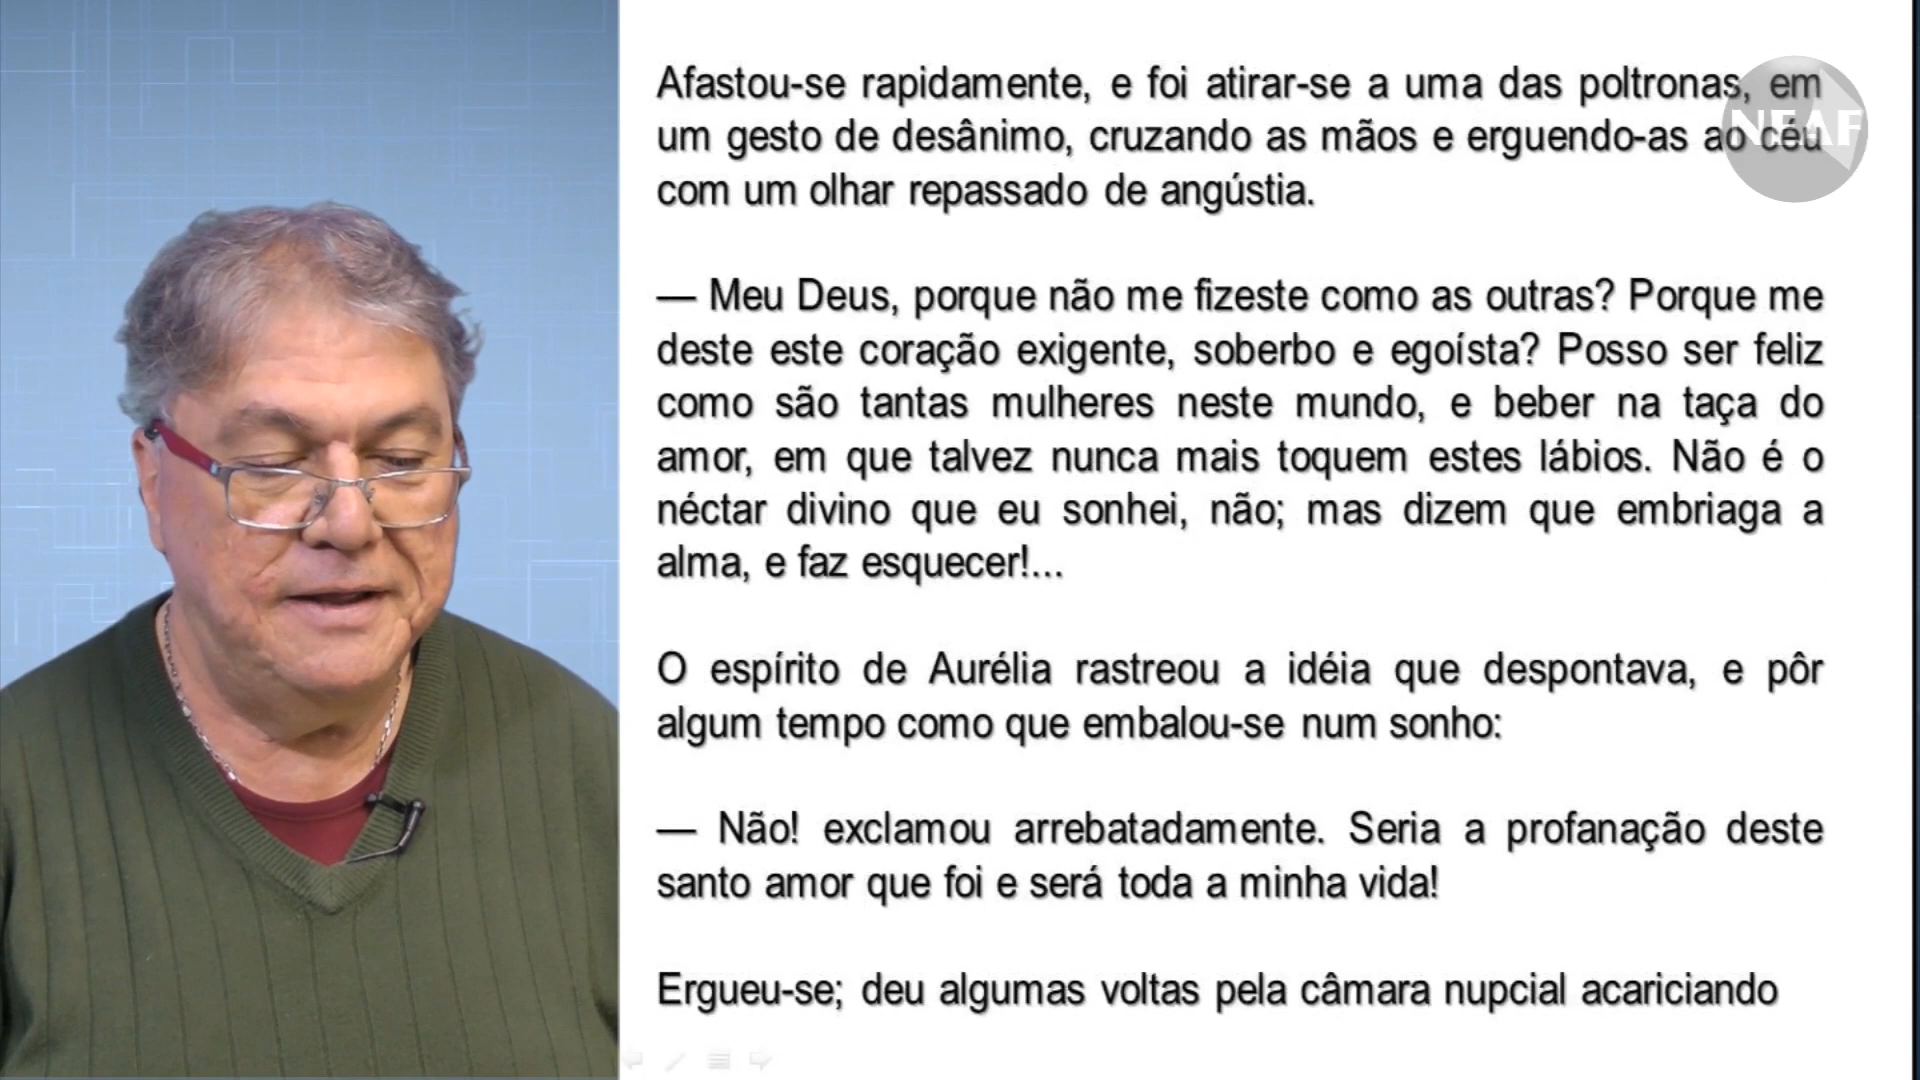 Afastou-se rapidamente, e foi atirar-se a uma das poltronas, em
um gesto de desânimo, cruzando as mãos e erguendo-as ao céu
com um olhar repassado de angústia.
— Meu Deus, porque não me fizeste como as outras? Porque me
deste este coração exigente, soberbo e egoísta? Posso ser feliz
como são tantas mulheres neste mundo, e beber na taça do
amor, em que talvez nunca mais toquem estes lábios. Não é o
néctar divino que eu sonhei, não; mas dizem que embriaga a
alma, e faz esquecer!...
O espírito de Aurélia rastreou a idéia que despontava, e pôr
algum tempo como que embalou-se num sonho:
— Não! exclamou arrebatadamente. Seria a profanação deste
santo amor que foi e será toda a minha vida!
Ergueu-se; deu algumas voltas pela câmara nupcial acariciando
NEAF